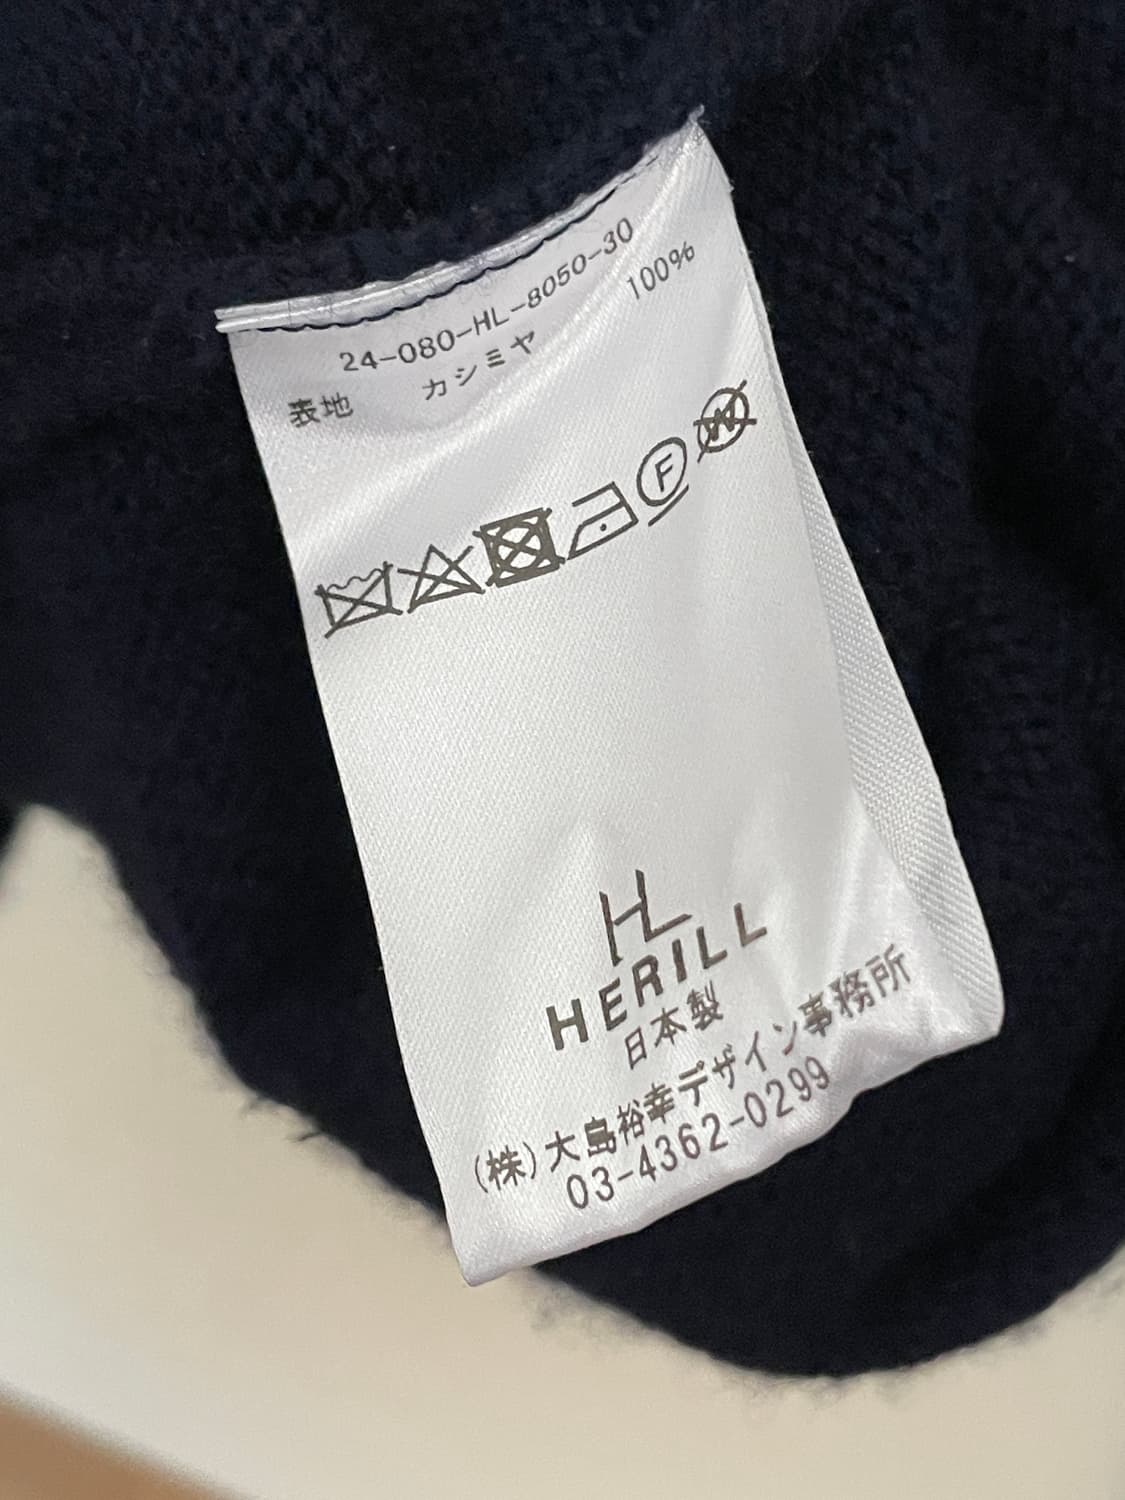 24-080-HL-8050-30
表地 カシミヤ 100%
F
W
HL
HERILL
日本製
(株)大島裕幸デザイン事務所
03-4362-0299